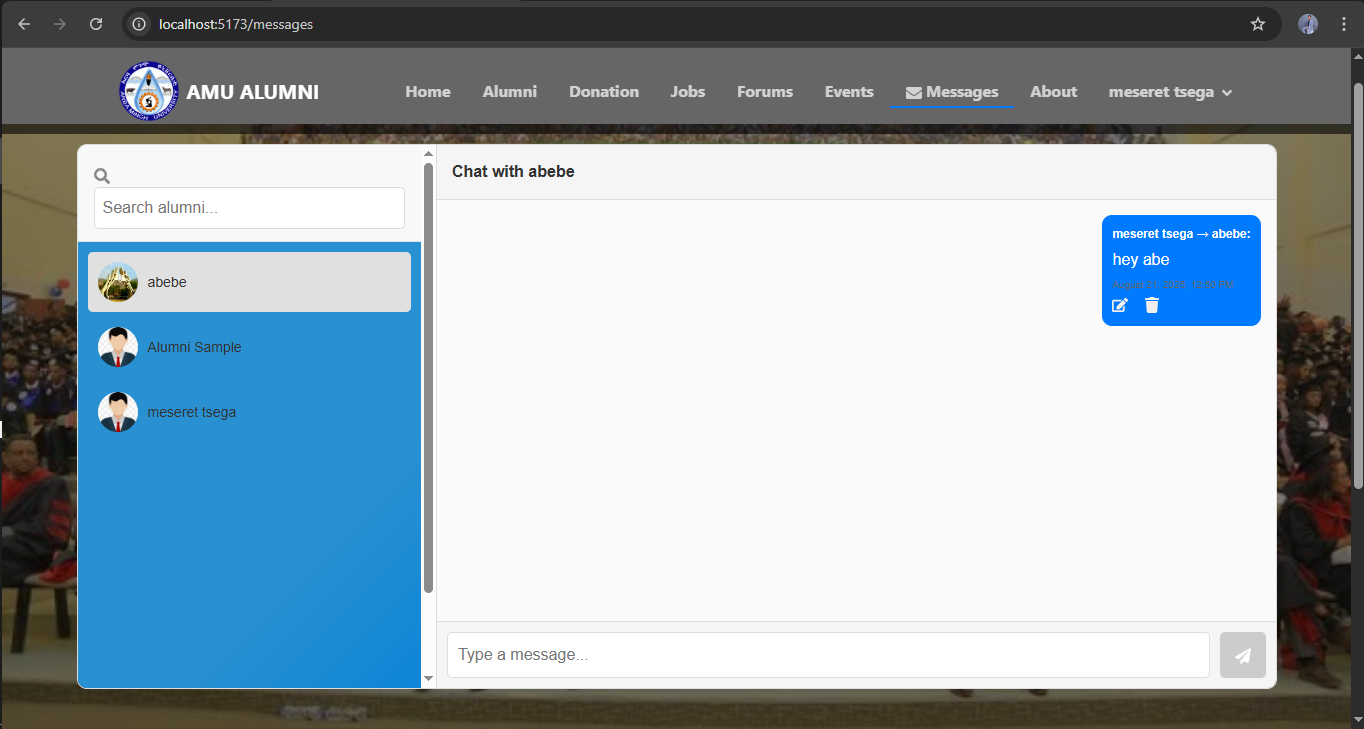 localhost:5173/messages
AMU ALUMNI
Home
Alumni
Donation
Jobs
Forums
Events
Messages
About
meseret tsega
Search alumni...
abebe
Alumni Sample
meseret tsega
Chat with abebe
meseret tsega → abebe:
hey abe
Type a message...